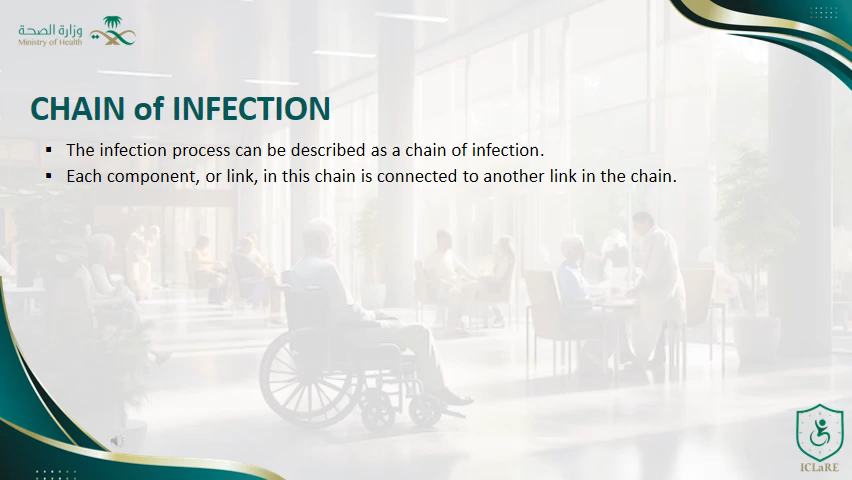 وزارة الصحة
Ministry of Health
CHAIN of INFECTION
▪ The infection process can be described as a chain of infection.
▪ Each component, or link, in this chain is connected to another link in the chain.
ICLaRE